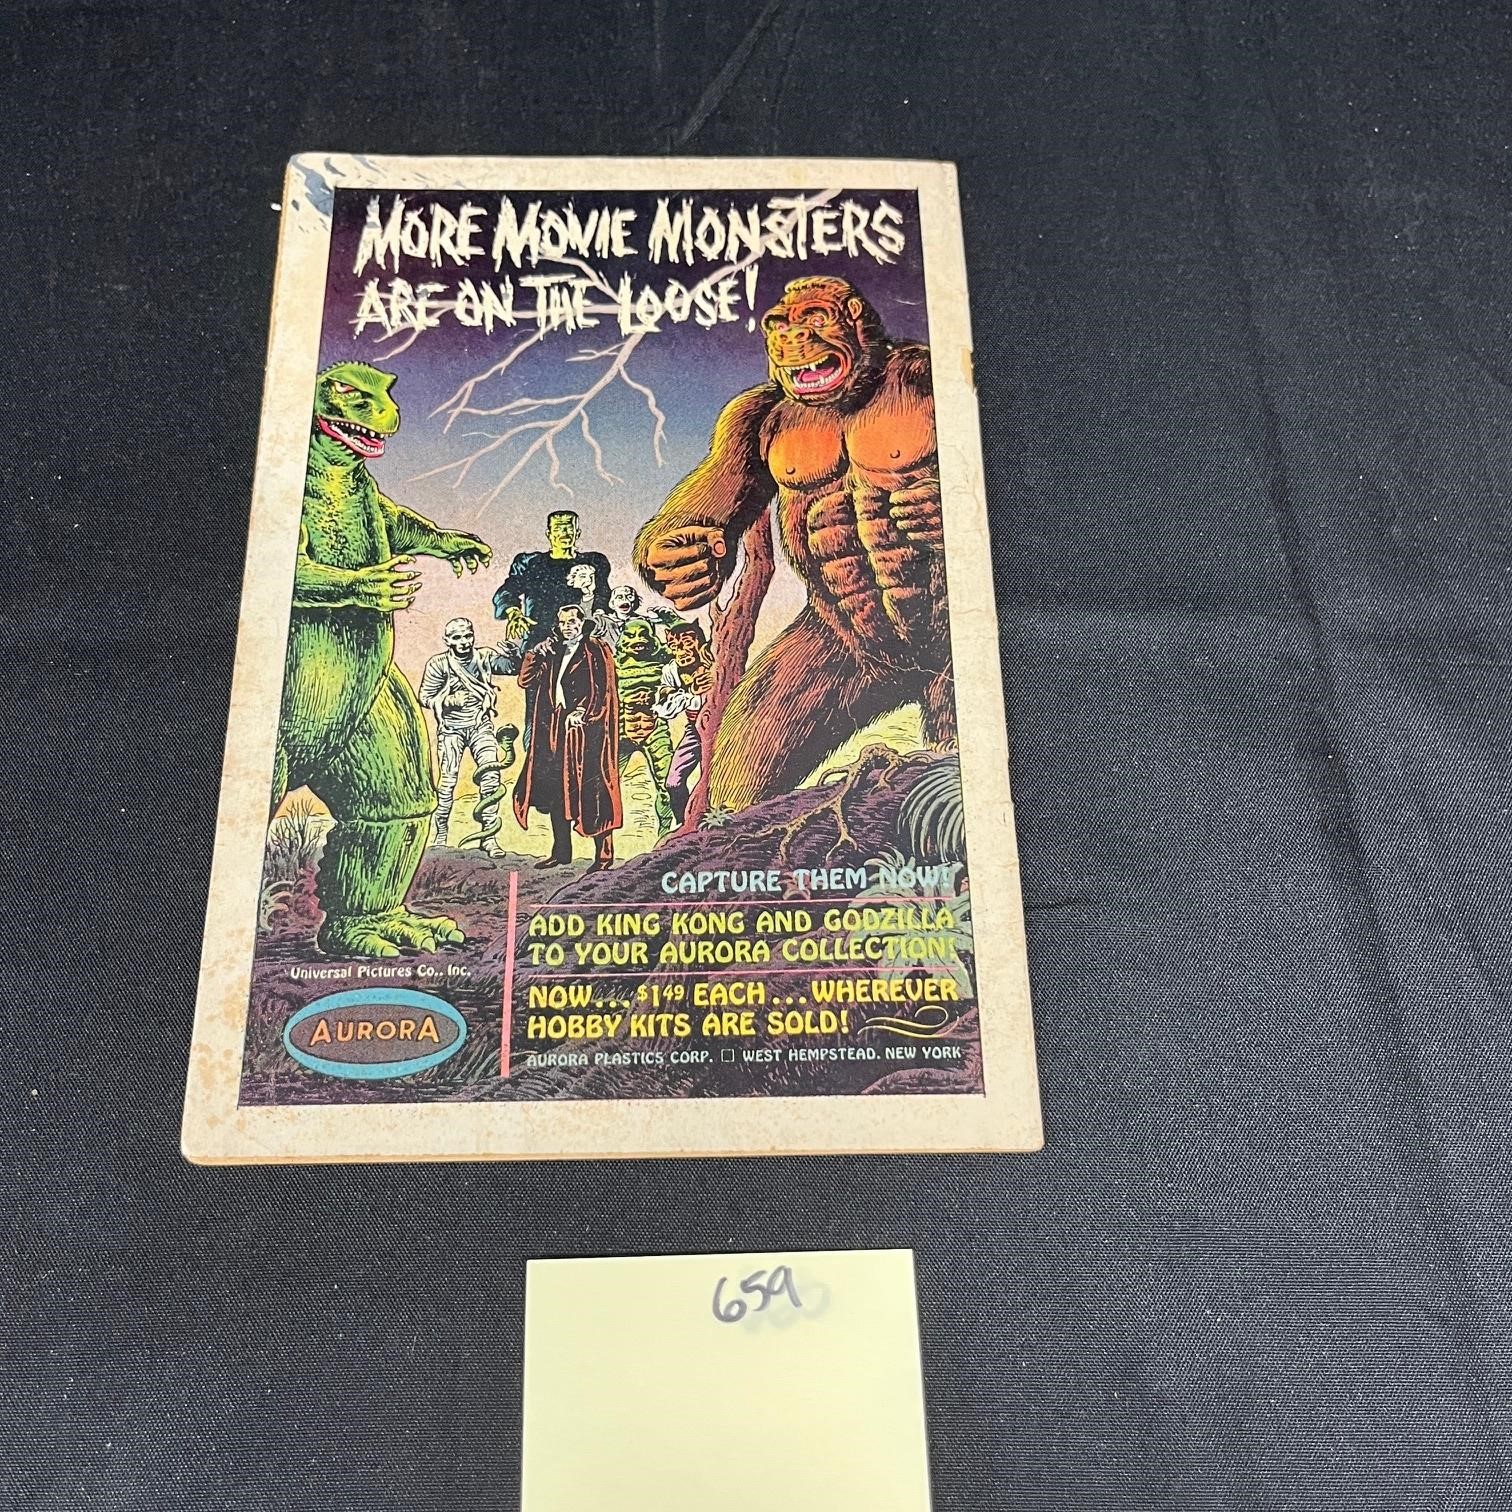 MORE MOVIE MONSTERS
ARE ON THE LOOSE!
CAPTURE THEM NOW!
ADD KING KONG AND GODZILLA
TO YOUR AURORA COLLECTION!
Universal Pictures Co., Inc.
NOW... $1.49 EACH... WHEREVER
HOBBY KITS ARE SOLD!
AURORA
AURORA PLASTICS CORP. □ WEST HEMPSTEAD. NEW YORK
659